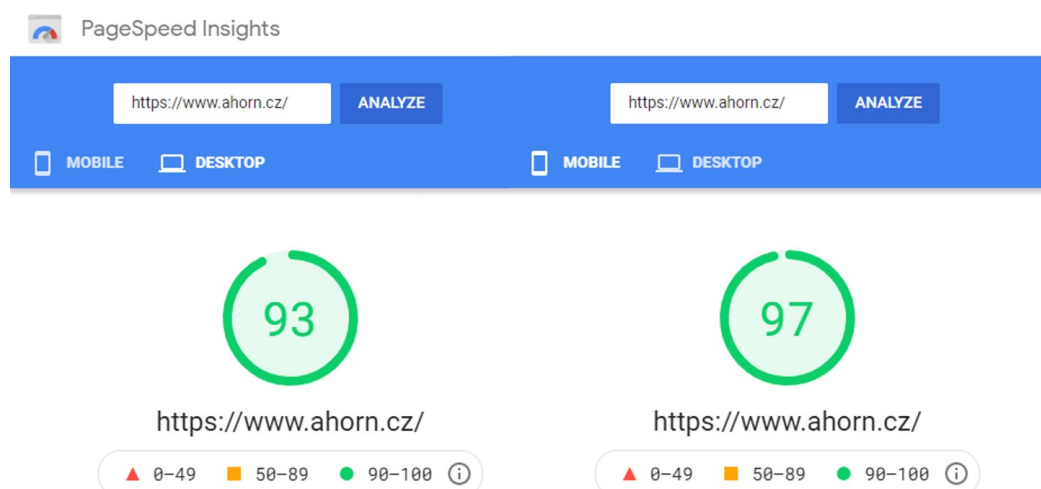 PageSpeed Insights
https://www.ahorn.cz/ ANALYZE
MOBILE DESKTOP
93
https://www.ahorn.cz/
0–49 50–89 90–100
https://www.ahorn.cz/ ANALYZE
MOBILE DESKTOP
97
https://www.ahorn.cz/
0–49 50–89 90–100